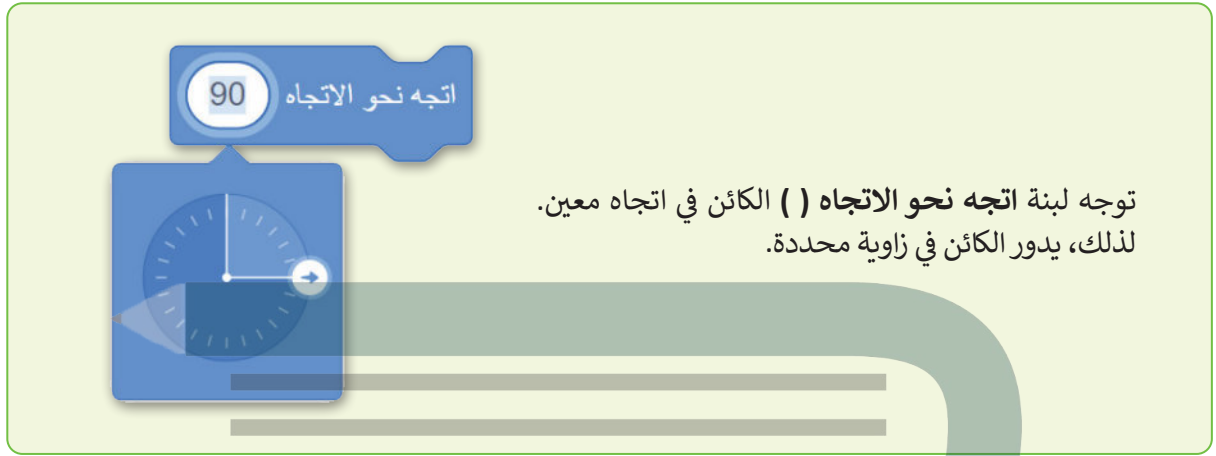 اتجه نحو الاتجاه 90
توجه لبنة اتجه نحو الاتجاه ( ) الكائن في اتجاه معين.
لذلك، يدور الكائن في زاوية محددة.